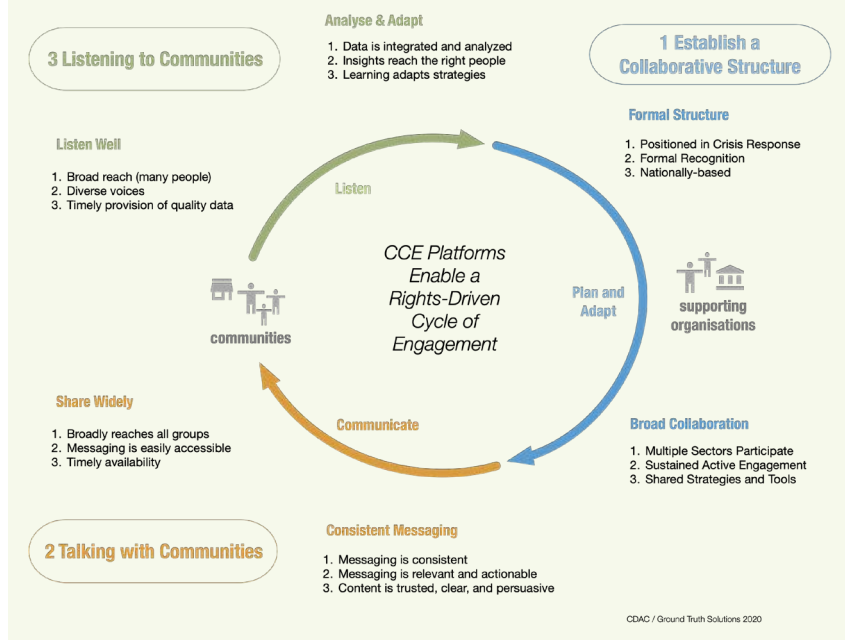 Analyse & Adapt
1. Data is integrated and analyzed
2. Insights reach the right people
3. Learning adapts strategies
3 Listening to Communities
1 Establish a
Collaborative Structure
Formal Structure
1. Positioned in Crisis Response
2. Formal Recognition
3. Nationally-based
Listen Well
1. Broad reach (many people)
2. Diverse voices
3. Timely provision of quality data
Listen
CCE Platforms
Enable a
Rights-Driven
Cycle of
Engagement
Plan and
Adapt
supporting
organisations
communities
Share Widely
1. Broadly reaches all groups
2. Messaging is easily accessible
3. Timely availability
Communicate
Broad Collaboration
1. Multiple Sectors Participate
2. Sustained Active Engagement
3. Shared Strategies and Tools
2 Talking with Communities
Consistent Messaging
1. Messaging is consistent
2. Messaging is relevant and actionable
3. Content is trusted, clear, and persuasive
CDAC / Ground Truth Solutions 2020